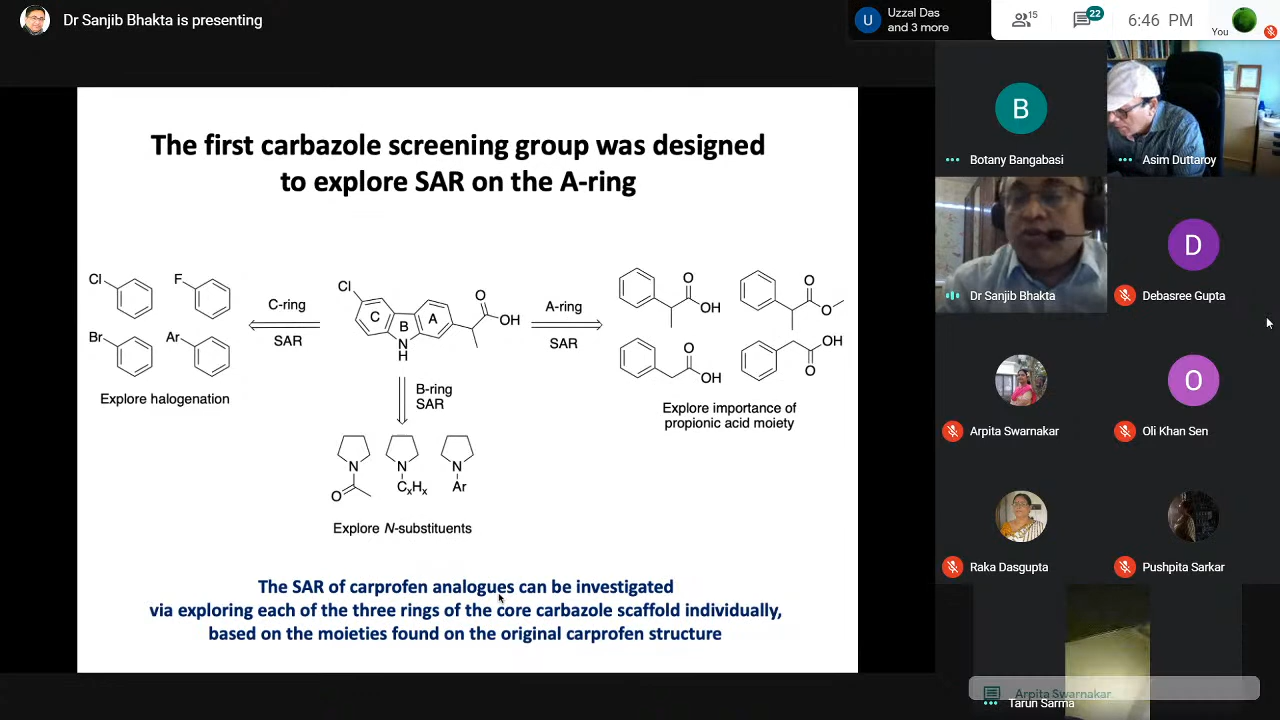 Dr Sanjib Bhakta is presenting
U
Uzzal Das
and 3 more
15
22
6:46 PM
You
The first carbazole screening group was designed
to explore SAR on the A-ring
Cl
F
Br
Ar
Explore halogenation
C-ring
SAR
Cl
C
B
A
N
H
O
OH
A-ring
SAR
O
OH
O
O
O
OH
OH
O
Explore importance of
propionic acid moiety
B-ring
SAR
N
O
N
CxHx
N
Ar
Explore N-substituents
The SAR of carprofen analogues can be investigated
via exploring each of the three rings of the core carbazole scaffold individually,
based on the moieties found on the original carprofen structure
B
Botany Bangabasi
Asim Duttaroy
Dr Sanjib Bhakta
D
Debasree Gupta
Arpita Swarnakar
O
Oli Khan Sen
Raka Dasgupta
Pushpita Sarkar
Arpita Swarnakar
Tarun Sarma